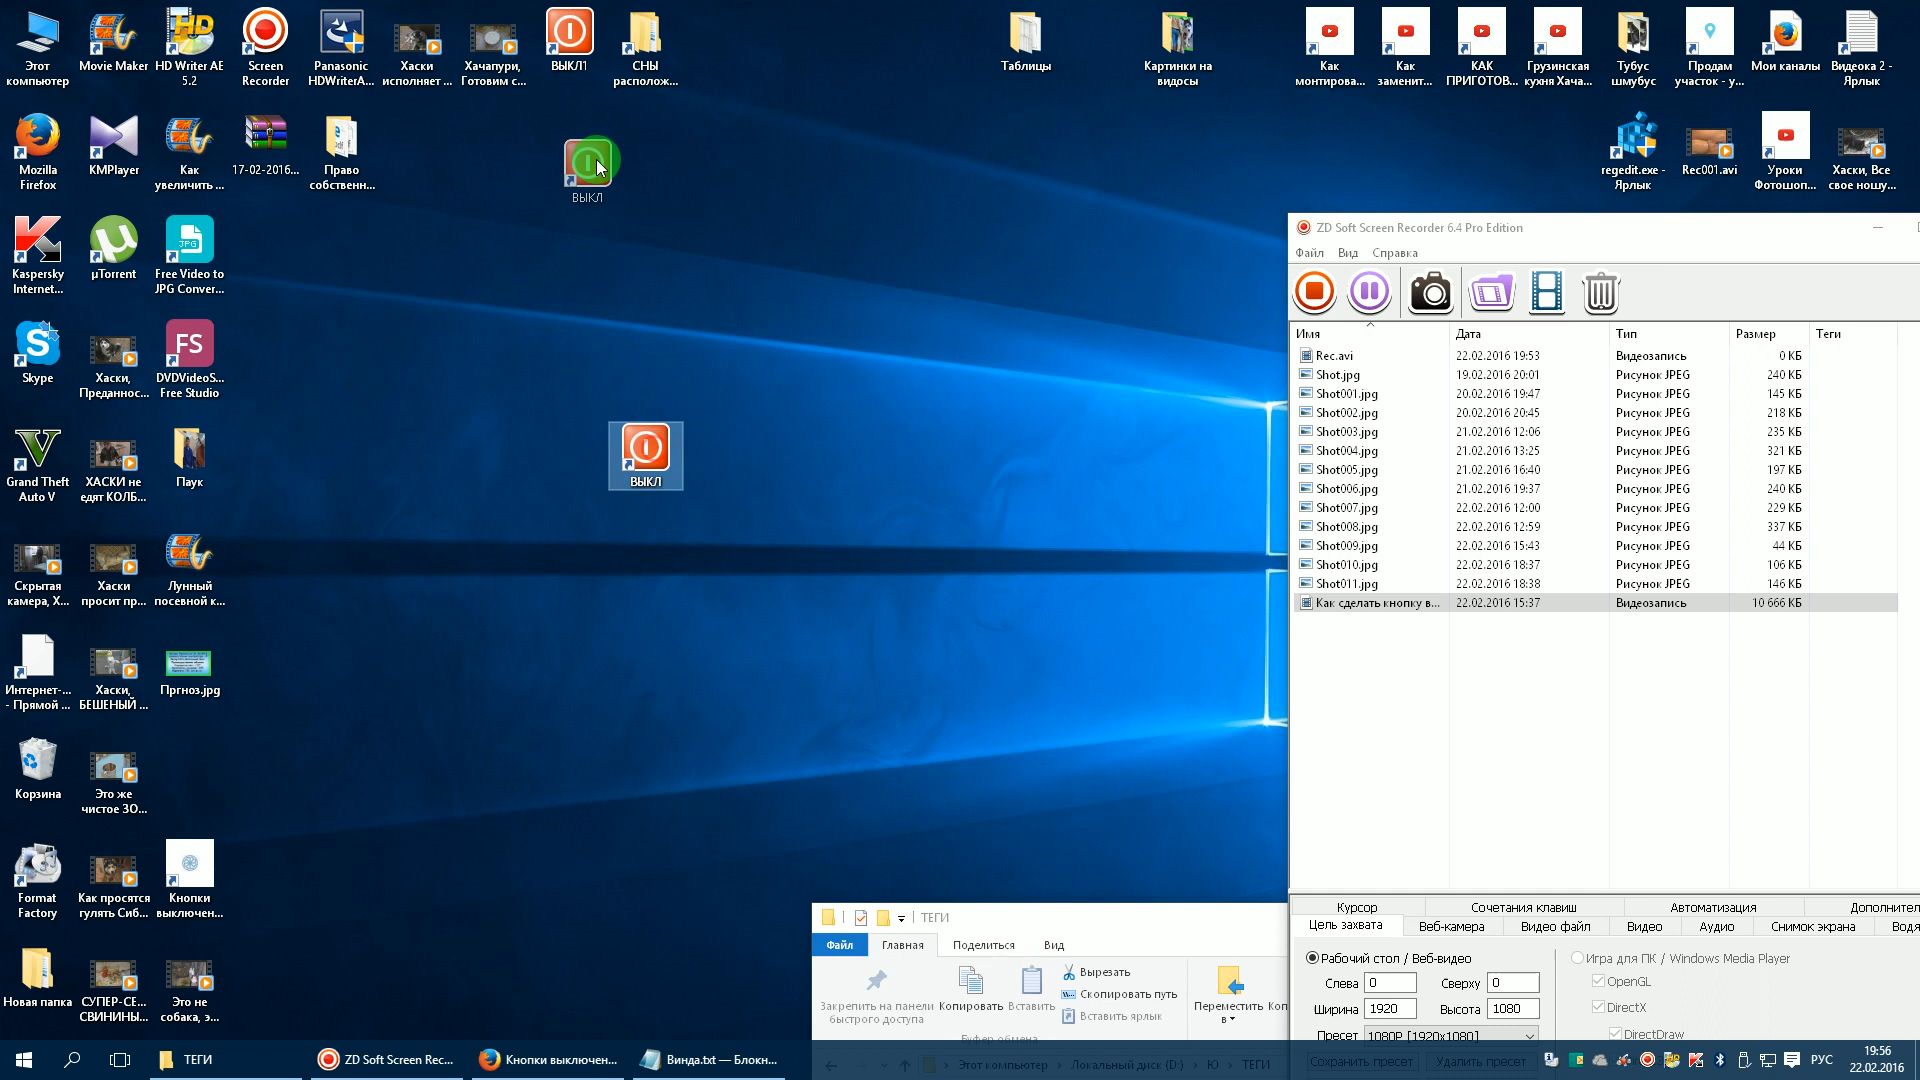 Этот
компьютер
Movie Maker
HD Writer AE
5.2
Screen
Recorder
Panasonic
HDWriterA...
Хаски
исполняет ...
Хачапури,
Готовим с...
ВЫКЛ1
СНЫ
располож...
Таблицы
Картинки на
видосы
Как
монтирова...
Как
заменит...
КАК
ПРИГОТОВ...
Грузинская
кухня Хача...
Тубус
шмубус
Продам
участок - у...
Мои каналы
Видеока 2 -
Ярлык
Mozilla
Firefox
KMPlayer
Как
увеличить ...
17-02-2016...
Право
собственн...
ВЫКЛ
regedit.exe -
Ярлык
Rec001.avi
Уроки
Фотошоп...
Хаски, Все
свое ношу...
Kaspersky
Internet...
µTorrent
Free Video to
JPG Conver...
Skype
Хаски,
Преданнос...
DVDVideoS...
Free Studio
ВЫКЛ
Grand Theft
Auto V
ХАСКИ не
едят КОЛБ...
Паук
Скрытая
камера, Х...
Хаски
просит пр...
Лунный
посевной к...
Интернет-...
- Прямой ...
Хаски,
БЕШЕНЫЙ ...
Пргноз.jpg
Корзина
Это же
чистое ЗО...
Format
Factory
Как просятся
гулять Сиб...
Кнопки
выключен...
Новая папка
СУПЕР-СЕ...
СВИНИНЫ...
Это не
собака, э...
ZD Soft Screen Recorder 6.4 Pro Edition
Файл Вид Справка
Имя Дата Тип Размер Теги
Rec.avi 22.02.2016 19:53 Видеозапись 0 КБ
Shot.jpg 19.02.2016 20:01 Рисунок JPEG 240 КБ
Shot001.jpg 20.02.2016 19:47 Рисунок JPEG 145 КБ
Shot002.jpg 20.02.2016 20:45 Рисунок JPEG 218 КБ
Shot003.jpg 21.02.2016 12:06 Рисунок JPEG 235 КБ
Shot004.jpg 21.02.2016 13:25 Рисунок JPEG 321 КБ
Shot005.jpg 21.02.2016 16:40 Рисунок JPEG 197 КБ
Shot006.jpg 21.02.2016 19:37 Рисунок JPEG 240 КБ
Shot007.jpg 22.02.2016 12:00 Рисунок JPEG 229 КБ
Shot008.jpg 22.02.2016 12:59 Рисунок JPEG 337 КБ
Shot009.jpg 22.02.2016 15:43 Рисунок JPEG 44 КБ
Shot010.jpg 22.02.2016 18:37 Рисунок JPEG 106 КБ
Shot011.jpg 22.02.2016 18:38 Рисунок JPEG 146 КБ
Как сделать кнопку в... 22.02.2016 15:37 Видеозапись 10 666 КБ
Курсор Сочетания клавиш Автоматизация Дополнител
Цель захвата Веб-камера Видео файл Видео Аудио Снимок экрана Водя
Рабочий стол / Веб-видео
Слева 0 Сверху 0
Ширина 1920 Высота 1080
Пресет 1080P [1920x1080]
Сохранить пресет Удалить пресет
Игра для ПК / Windows Media Player
OpenGL
DirectX
DirectDraw
ТЕГИ
Файл Главная Поделиться Вид
Закрепить на панели
быстрого доступа
Копировать
Вставить
Вырезать
Скопировать путь
Вставить ярлык
Переместить
в
Коп
Буфер обмена
Этот компьютер Локальный диск (D:) Ю ТЕГИ
ТЕГИ
ZD Soft Screen Rec...
Кнопки выключен...
Винда.txt — Блокн...
РУС
19:56
22.02.2016